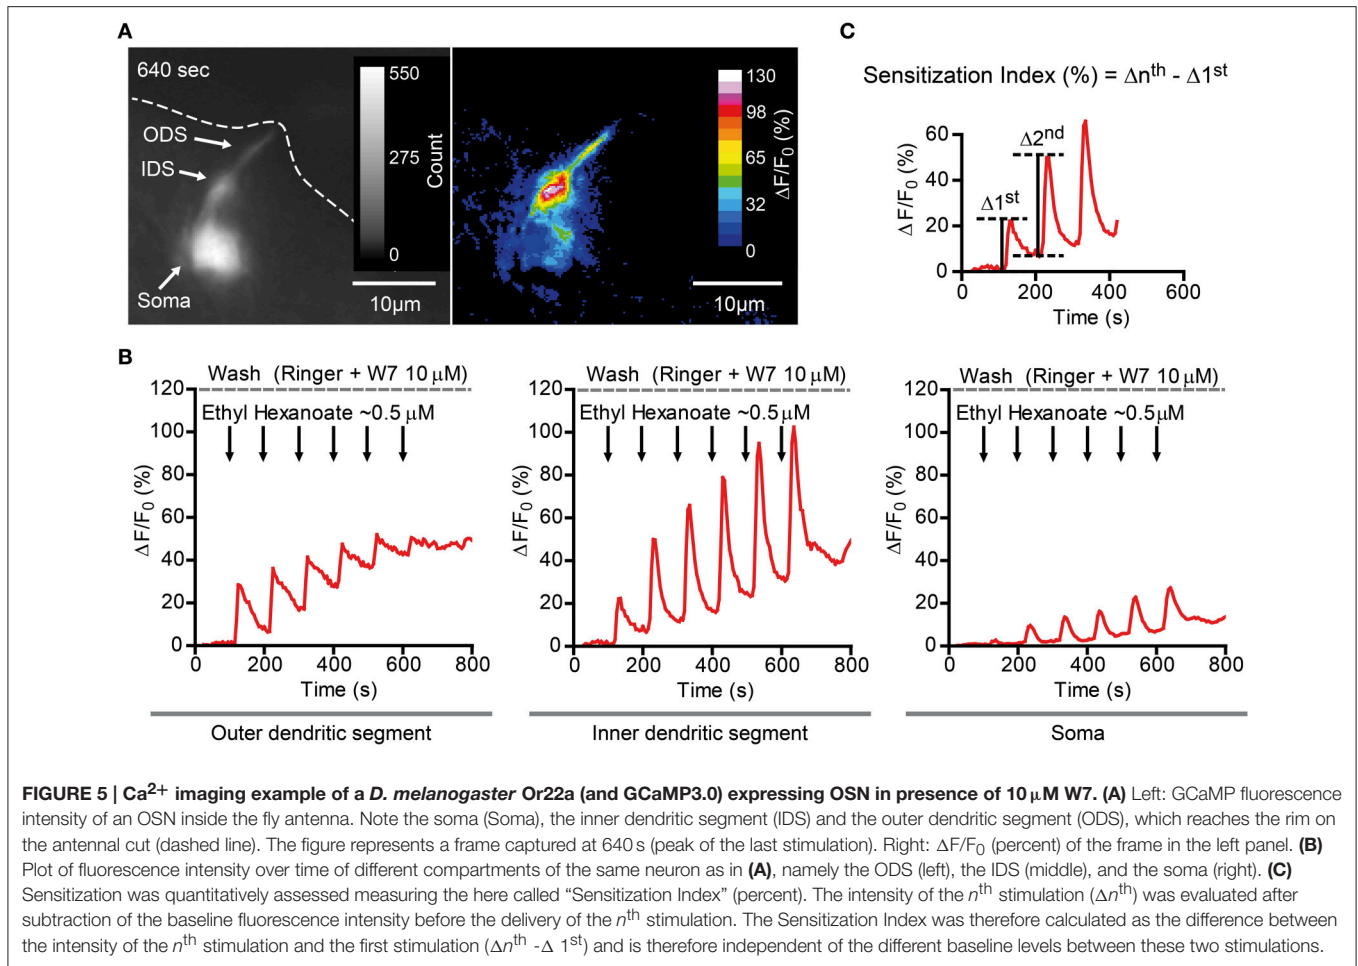 A
640 sec
ODS
IDS
Soma
550
275
0
Count
10µm
130
98
65
32
0
ΔF/F0 (%)
10µm
C
Sensitization Index (%) = Δnth - Δ1st
60
40
20
0
ΔF/F0 (%)
Δ1st
Δ2nd
0 200 400 600
Time (s)
B
Wash (Ringer + W7 10 µM)
Ethyl Hexanoate ~0.5 µM
120
100
80
60
40
20
0
ΔF/F0 (%)
0 200 400 600 800
Time (s)
Outer dendritic segment
Wash (Ringer + W7 10 µM)
Ethyl Hexanoate ~0.5 µM
120
100
80
60
40
20
0
ΔF/F0 (%)
0 200 400 600 800
Time (s)
Inner dendritic segment
Wash (Ringer + W7 10 µM)
Ethyl Hexanoate ~0.5µM
120
100
80
60
40
20
0
ΔF/F0 (%)
0 200 400 600 800
Time (s)
Soma
FIGURE 5 | Ca2+ imaging example of a D. melanogaster Or22a (and GCaMP3.0) expressing OSN in presence of 10 µM W7. (A) Left: GCaMP fluorescence
intensity of an OSN inside the fly antenna. Note the soma (Soma), the inner dendritic segment (IDS) and the outer dendritic segment (ODS), which reaches the rim on
the antennal cut (dashed line). The figure represents a frame captured at 640 s (peak of the last stimulation). Right: ΔF/F0 (percent) of the frame in the left panel. (B)
Plot of fluorescence intensity over time of different compartments of the same neuron as in (A), namely the ODS (left), the IDS (middle), and the soma (right). (C)
Sensitization was quantitatively assessed measuring the here called “Sensitization Index” (percent). The intensity of the nth stimulation (Δnth) was evaluated after
subtraction of the baseline fluorescence intensity before the delivery of the nth stimulation. The Sensitization Index was therefore calculated as the difference between
the intensity of the nth stimulation and the first stimulation (Δnth -Δ 1st) and is therefore independent of the different baseline levels between these two stimulations.